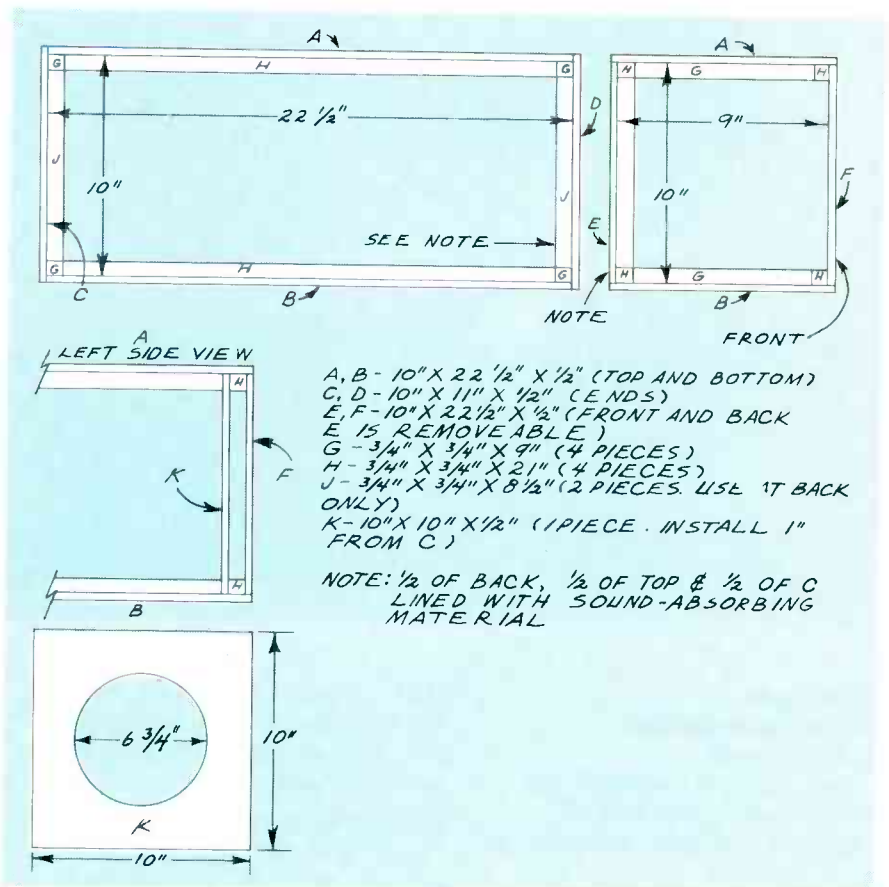 A
G H G
22 1/2"
10"
J
J
D
SEE NOTE
C
G H G
B
A
H G H
9"
10"
E
F
H G H
B
NOTE
FRONT
A
LEFT SIDE VIEW
H
K
F
H
B
A, B - 10" X 22 1/2" X 1/2" (TOP AND BOTTOM)
C, D - 10" X 11" X 1/2" (ENDS)
E, F - 10" X 22 1/2" X 1/2" (FRONT AND BACK
E IS REMOVEABLE)
G - 3/4" X 3/4" X 9" (4 PIECES)
H - 3/4" X 3/4" X 21" (4 PIECES)
J - 3/4" X 3/4" X 8 1/2" (2 PIECES. USE 1T BACK
ONLY)
K - 10" X 10" X 1/2" (1 PIECE. INSTALL 1"
FROM C)
NOTE: 1/2 OF BACK, 1/2 OF TOP & 1/2 OF C
LINED WITH SOUND-ABSORBING
MATERIAL
6 3/4"
10"
K
10"